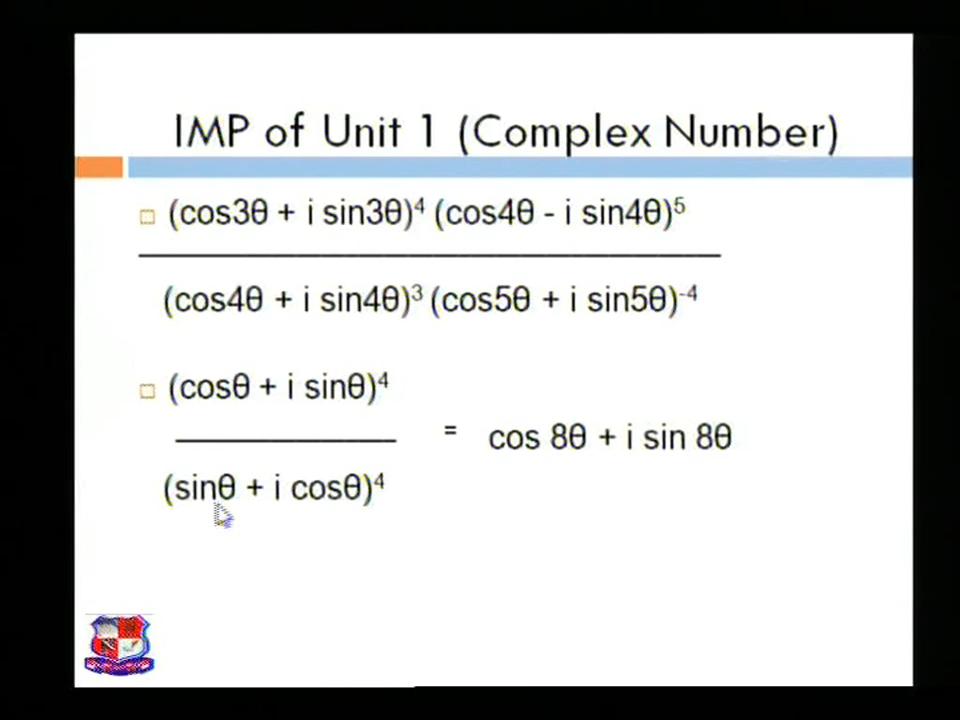 IMP of Unit 1 (Complex Number)
(cos3θ + i sin3θ)⁴ (cos4θ - i sin4θ)⁵
(cos4θ + i sin4θ)³ (cos5θ + i sin5θ)⁻⁴
(cosθ + i sinθ)⁴
= cos 8θ + i sin 8θ
(sinθ + i cosθ)⁴